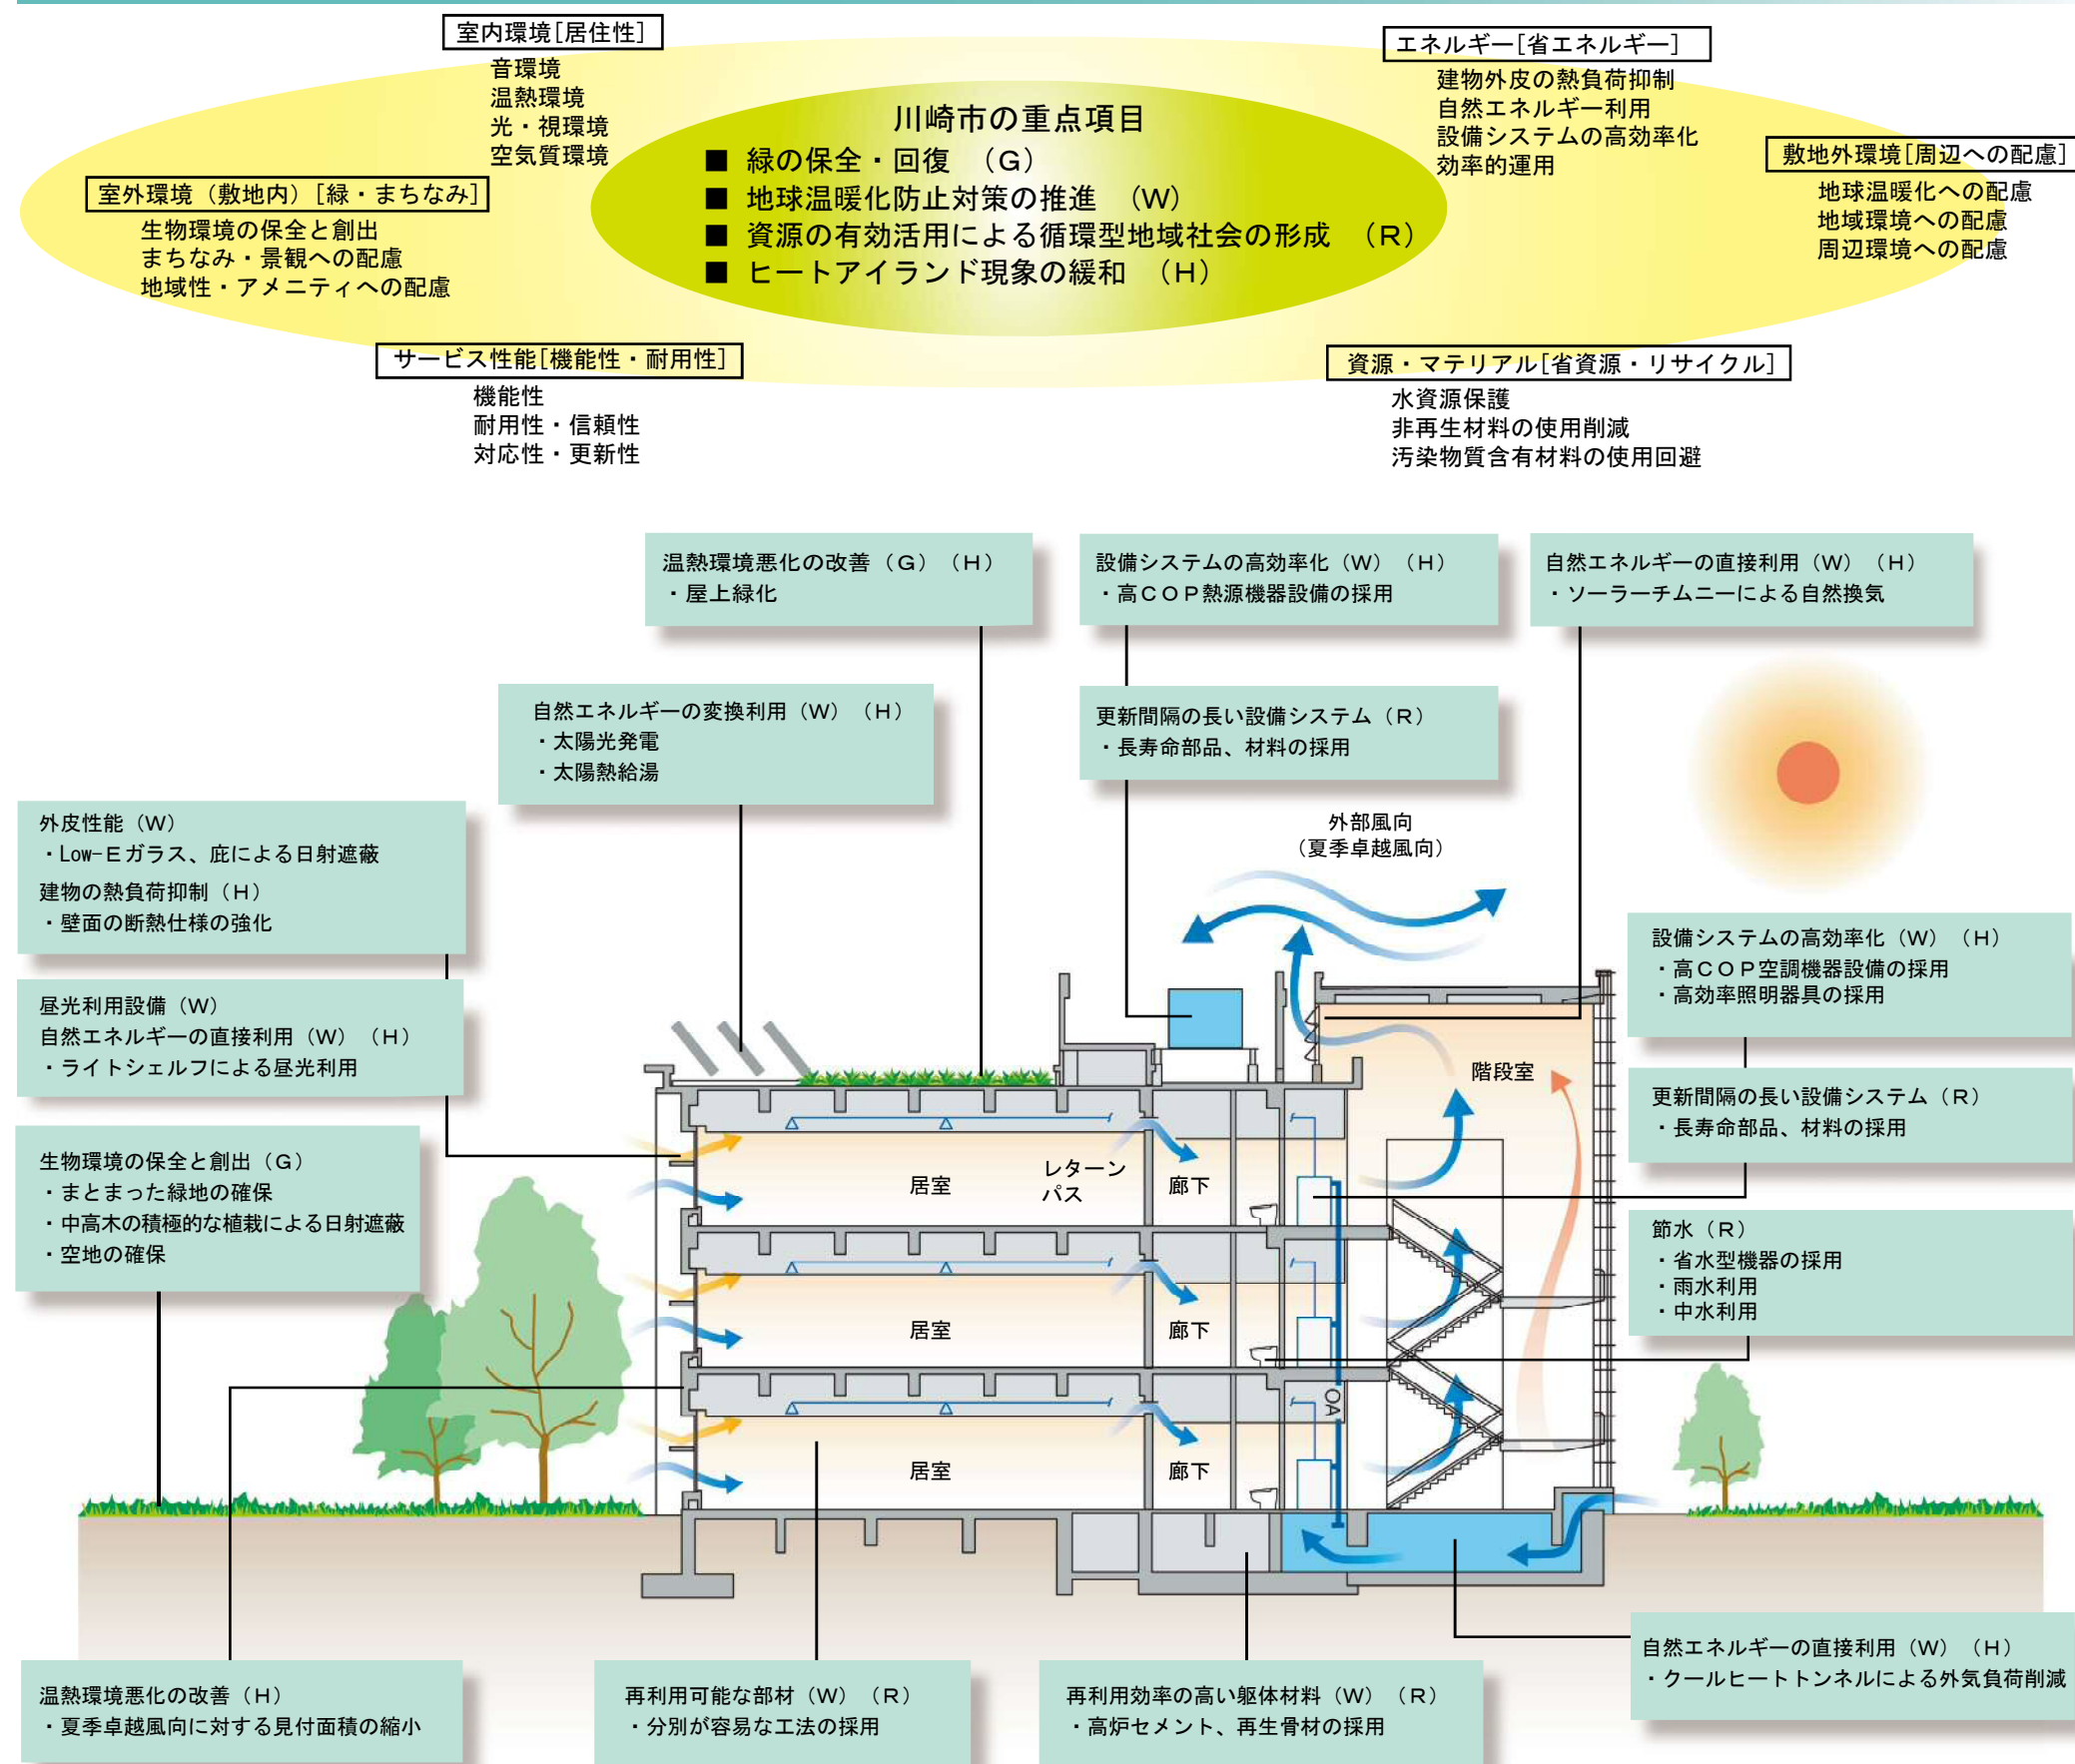 室内環境[居住性]
音環境
温熱環境
光・視環境
空気質環境
エネルギー[省エネルギー]
建物外皮の熱負荷抑制
自然エネルギー利用
設備システムの高効率化
効率的運用
川崎市の重点項目
■ 緑の保全・回復 (G)
■ 地球温暖化防止対策の推進 (W)
■ 資源の有効活用による循環型地域社会の形成 (R)
■ ヒートアイランド現象の緩和 (H)
敷地外環境[周辺への配慮]
地球温暖化への配慮
地域環境への配慮
周辺環境への配慮
室外環境(敷地内)[緑・まちなみ]
生物環境の保全と創出
まちなみ・景観への配慮
地域性・アメニティへの配慮
サービス性能[機能性・耐用性]
機能性
耐用性・信頼性
対応性・更新性
資源・マテリアル[省資源・リサイクル]
水資源保護
非再生材料の使用削減
汚染物質含有材料の使用回避
温熱環境悪化の改善(G)(H)
・屋上緑化
設備システムの高効率化(W)(H)
・高COP熱源機器設備の採用
自然エネルギーの直接利用(W)(H)
・ソーラーチムニーによる自然換気
自然エネルギーの変換利用(W)(H)
・太陽光発電
・太陽熱給湯
更新間隔の長い設備システム(R)
・長寿命部品、材料の採用
外皮性能(W)
・Low-Eガラス、庇による日射遮蔽
建物の熱負荷抑制(H)
・壁面の断熱仕様の強化
外部風向
(夏季卓越風向)
設備システムの高効率化(W)(H)
・高COP空調機器設備の採用
・高効率照明器具の採用
昼光利用設備(W)
自然エネルギーの直接利用(W)(H)
・ライトシェルフによる昼光利用
階段室
更新間隔の長い設備システム(R)
・長寿命部品、材料の採用
生物環境の保全と創出(G)
・まとまった緑地の確保
・中高木の積極的な植栽による日射遮蔽
・空地の確保
居室
レターン
パス
廊下
節水(R)
・省水型機器の採用
・雨水利用
・中水利用
居室
廊下
OA
居室
廊下
自然エネルギーの直接利用(W)(H)
・クールヒートトンネルによる外気負荷削減
温熱環境悪化の改善(H)
・夏季卓越風向に対する見付面積の縮小
再利用可能な部材(W)(R)
・分別が容易な工法の採用
再利用効率の高い躯体材料(W)(R)
・高炉セメント、再生骨材の採用